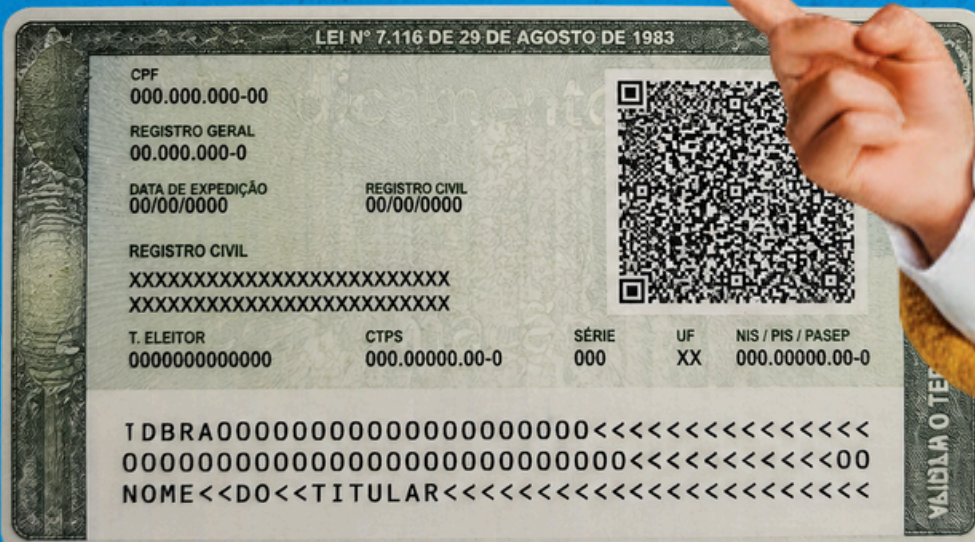 LEI Nº 7.116 DE 29 DE AGOSTO DE 1983
CPF
000.000.000-00
REGISTRO GERAL
00.000.000-0
DATA DE EXPEDIÇÃO REGISTRO CIVIL
00/00/0000 00/00/0000
REGISTRO CIVIL
XXXXXXXXXXXXXXXXXXXXXXXXX
XXXXXXXXXXXXXXXXXXXXXXXXX
T. ELEITOR CTPS SÉRIE UF NIS / PIS / PASEP
0000000000000 000.00000.00-0 000 XX 000.00000.00-0
TDBRA00000000000000000000<<<<<<<<<<<<<<<
000000000000000000000000000<<<<<<<<<<<00
NOME<<DO<<TITULAR<<<<<<<<<<<<<<<<<<<<<<<